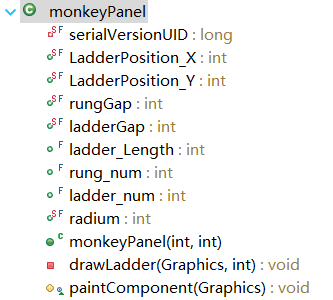 monkeyPanel
serialVersionUID : long
LadderPosition_X : int
LadderPosition_Y : int
rungGap : int
ladderGap : int
ladder_Length : int
rung_num : int
ladder_num : int
radium : int
monkeyPanel(int, int)
drawLadder(Graphics, int) : void
paintComponent(Graphics) : void